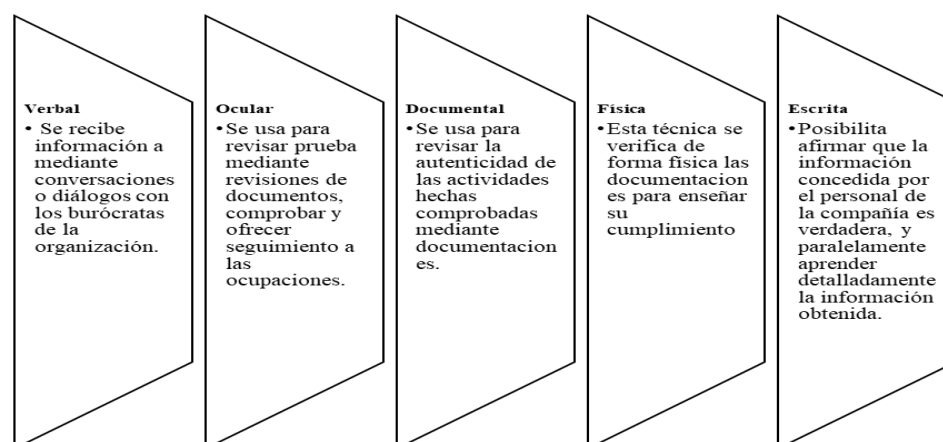 Verbal
• Se recibe
información a
mediante
conversaciones
o diálogos con
los burócratas
de la
organización.
Ocular
• Se usa para
revisar prueba
mediante
revisiones de
documentos,
comprobar y
ofrecer
seguimiento a
las
ocupaciones.
Documental
• Se usa para
revisar la
autenticidad de
las actividades
hechas
comprobadas
mediante
documentacion
es.
Física
• Esta técnica se
verifica de
forma física las
documentacion
es para enseñar
su
cumplimiento
Escrita
• Posibilita
afirmar que la
información
concedida por
el personal de
la compañía es
verdadera, y
paralelamente
aprender
detalladamente
la información
obtenida.